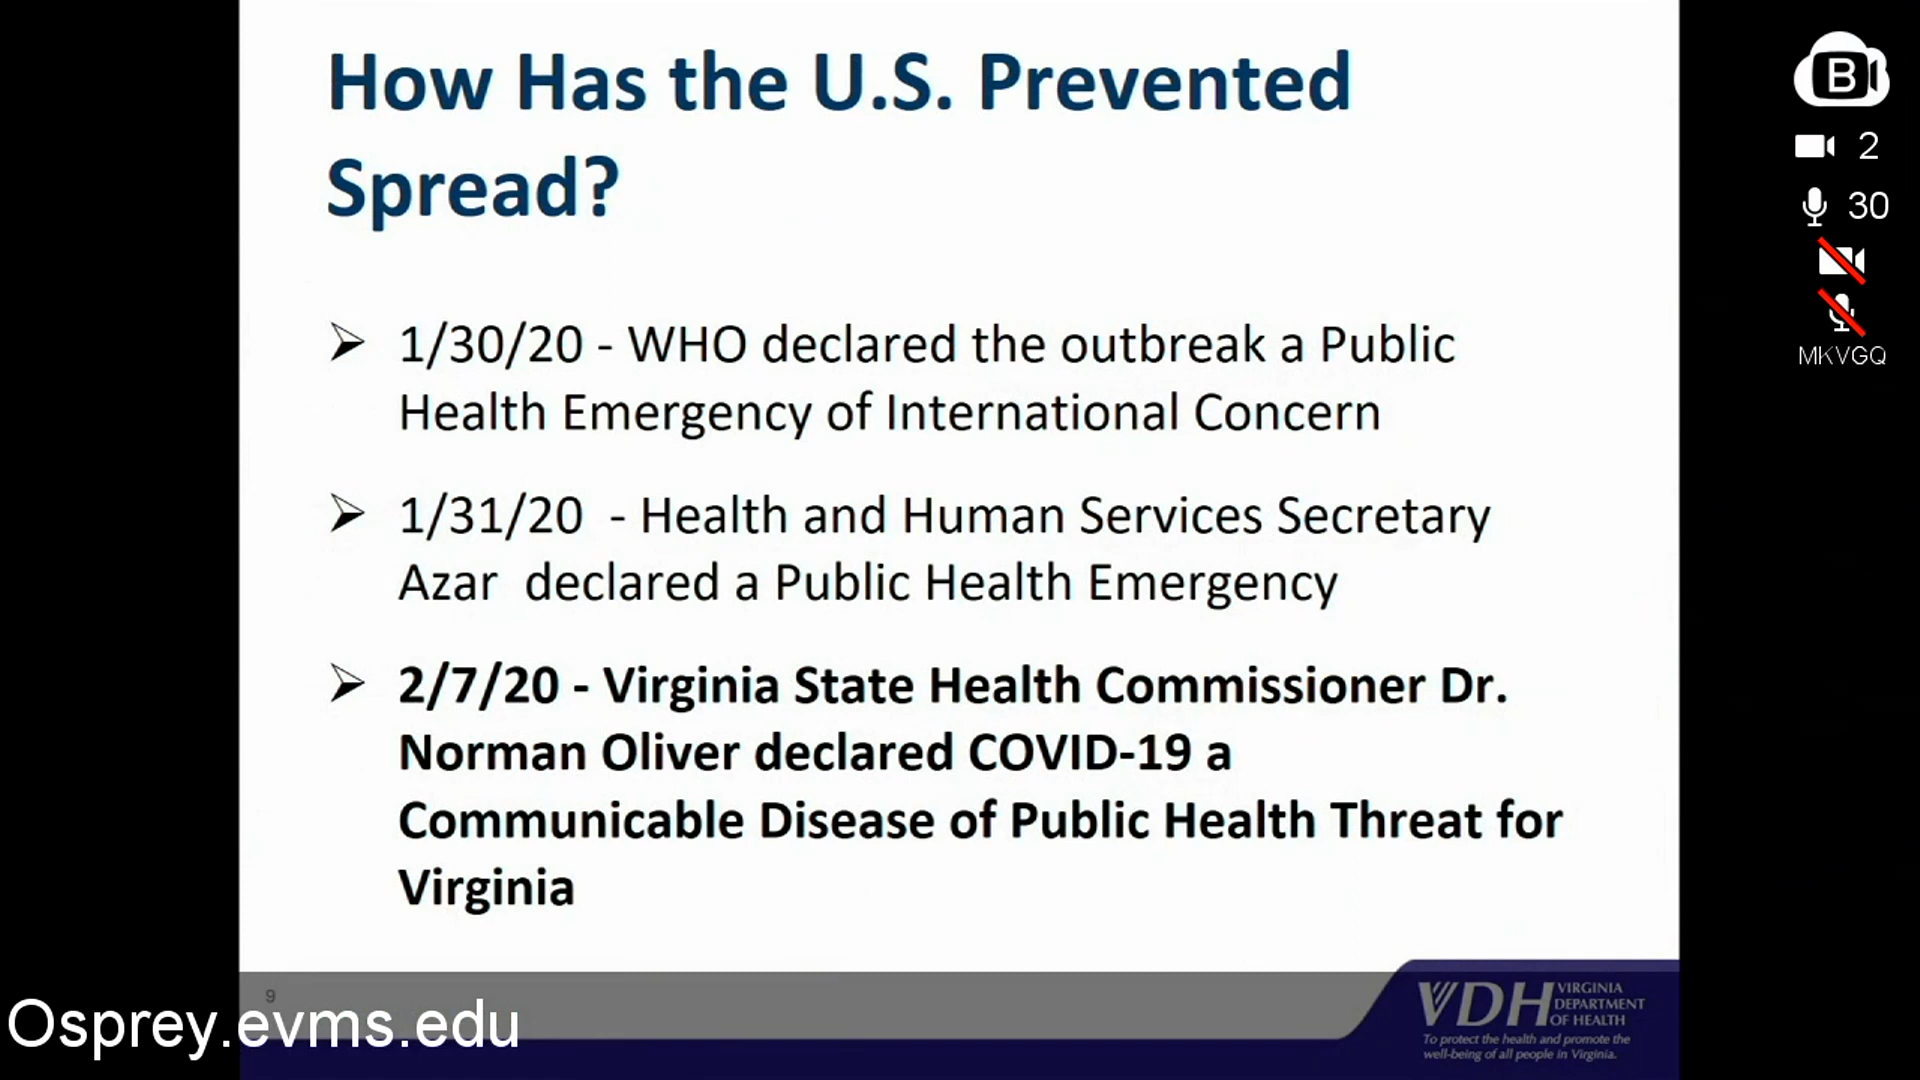 How Has the U.S. Prevented
Spread?
1/30/20 - WHO declared the outbreak a Public
Health Emergency of International Concern
1/31/20 - Health and Human Services Secretary
Azar declared a Public Health Emergency
2/7/20 - Virginia State Health Commissioner Dr.
Norman Oliver declared COVID-19 a
Communicable Disease of Public Health Threat for
Virginia
9
Osprey.evms.edu
VDH VIRGINIA
DEPARTMENT
OF HEALTH
To protect the health and promote the
well-being of all people in Virginia.
B
2
30
MKVGQ